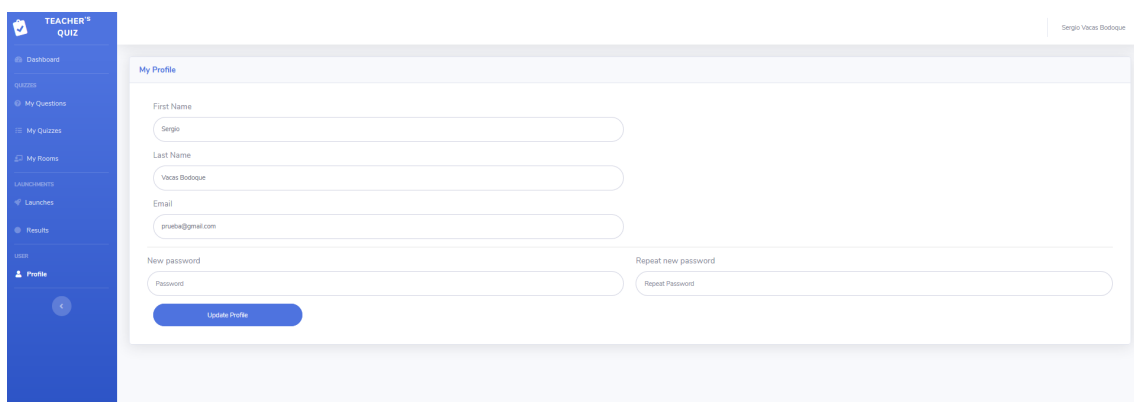 TEACHER'S
QUIZ
Sergio Vacas Bodoque
Dashboard
My Profile
QUIZZES
My Questions
My Quizzes
My Rooms
LAUNCHMENTS
Launches
Results
USER
Profile
First Name
Sergio
Last Name
Vacas Bodoque
Email
prueba@gmail.com
New password
Repeat new password
Password
Repeat Password
Update Profile